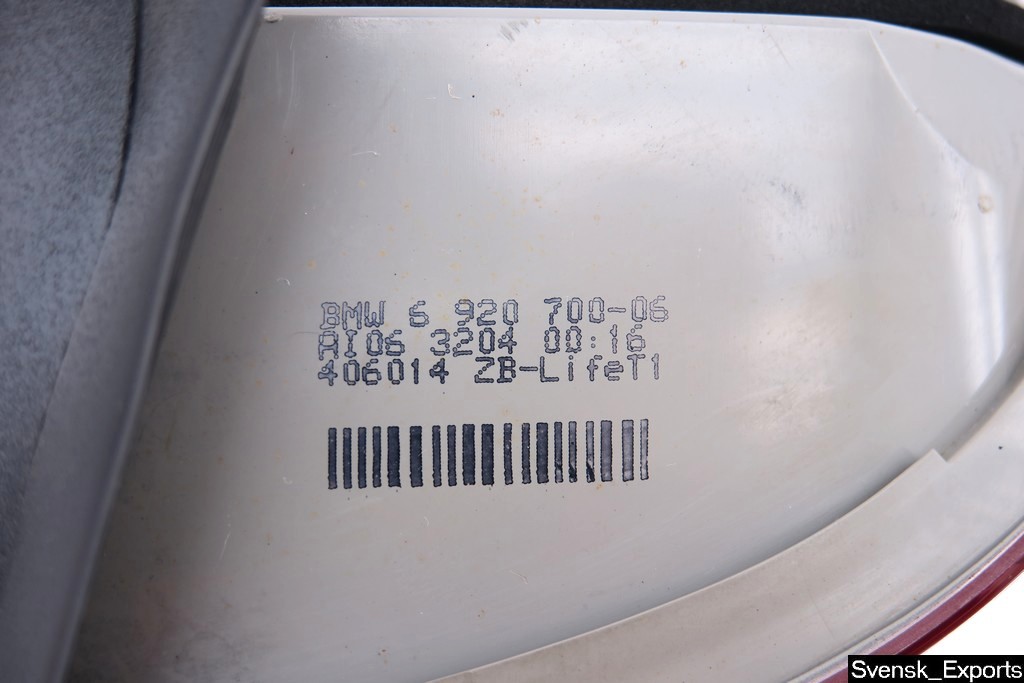 BMW 6 920 700-06
AI06 3204 00:16
406014 ZB-LifeT1
Svensk_Exports